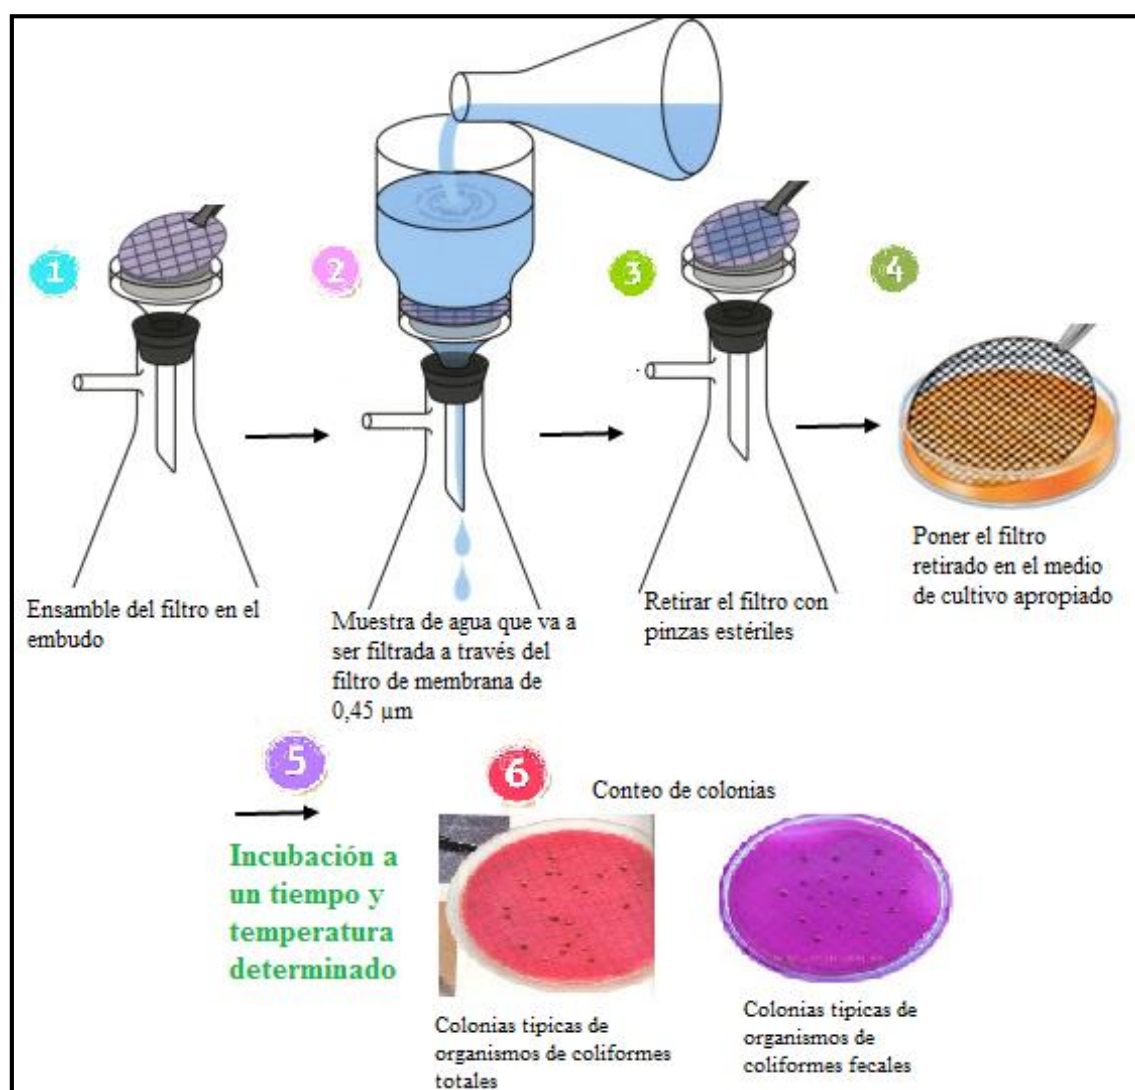 1
Ensamble del filtro en el
embudo
2
Muestra de agua que va a
ser filtrada a través del
filtro de membrana de
0,45 µm
3
Retirar el filtro con
pinzas estériles
4
Poner el filtro
retirado en el medio
de cultivo apropiado
5
Incubación a
un tiempo y
temperatura
determinado
6
Conteo de colonias
Colonias tipicas de
organismos de coliformes
totales
Colonias tipicas de
organismos de
coliformes fecales